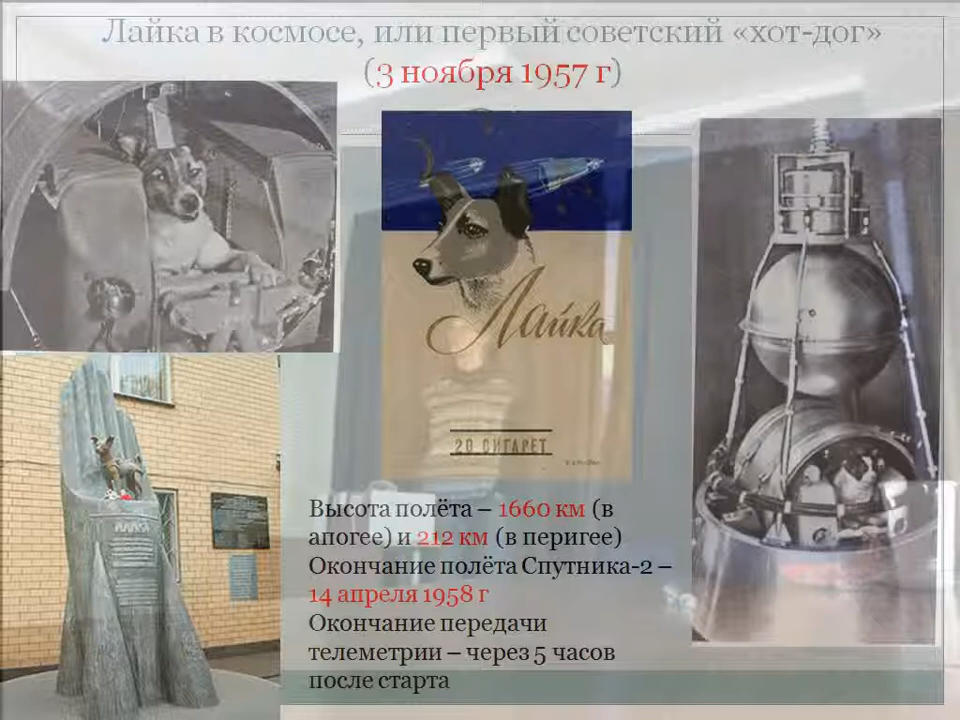 Лайка в космосе, или первый советский «хот-дог»
(3 ноября 1957 г)
Лайка
20 СИГАРЕТ
ЛАЙКА
Высота полёта – 1660 км (в
апогее) и 212 км (в перигее)
Окончание полёта Спутника-2 –
14 апреля 1958 г
Окончание передачи
телеметрии – через 5 часов
после старта